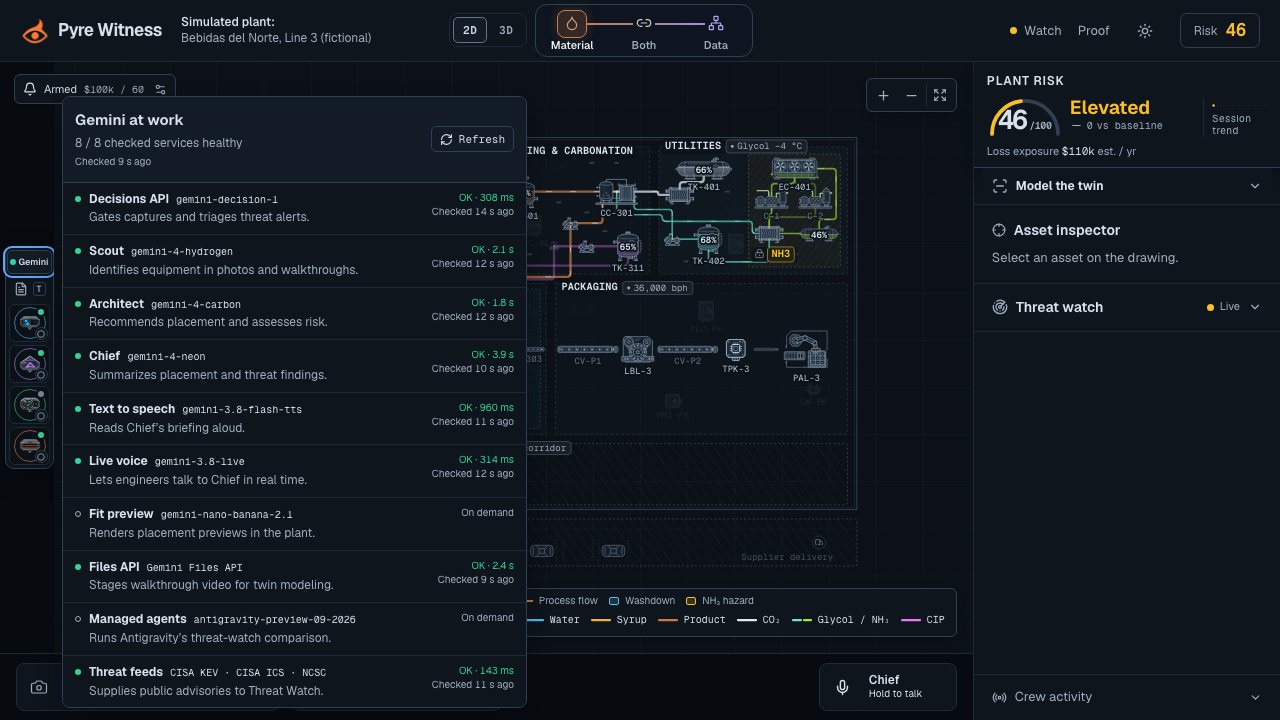 Pyre Witness
Simulated plant:
Bebidas del Norte, Line 3 (fictional)
2D 3D
Material Both Data
Watch Proof
Risk 46
Armed $100k / 60
Gemini
T
Gemini at work
8 / 8 checked services healthy
Checked 9 s ago
Refresh
Decisions API gemini-decision-1
OK · 308 ms
Gates captures and triages threat alerts.
Checked 14 s ago
Scout gemini-4-hydrogen
OK · 2.1 s
Identifies equipment in photos and walkthroughs.
Checked 12 s ago
Architect gemini-4-carbon
OK · 1.8 s
Recommends placement and assesses risk.
Checked 12 s ago
Chief gemini-4-neon
OK · 3.9 s
Summarizes placement and threat findings.
Checked 10 s ago
Text to speech gemini-3.8-flash-tts
OK · 960 ms
Reads Chief's briefing aloud.
Checked 11 s ago
Live voice gemini-3.8-live
OK · 314 ms
Lets engineers talk to Chief in real time.
Checked 12 s ago
Fit preview gemini-nano-banana-2.1
On demand
Renders placement previews in the plant.
Files API Gemini Files API
OK · 2.4 s
Stages walkthrough video for twin modeling.
Checked 9 s ago
Managed agents antigravity-preview-09-2026
On demand
Runs Antigravity's threat-watch comparison.
Threat feeds CISA KEV · CISA ICS · NCSC
OK · 143 ms
Supplies public advisories to Threat Watch.
Checked 11 s ago
ING & CARBONATION
UTILITIES
Glycol −4 °C
66%
TK-401
EC-401
CC-301
C-1 C-2
65%
68%
46%
TK-311
TK-402
NH3
PACKAGING
36,000 bph
PLC-PK
303
CV-P1
LBL-3
CV-P2
TPK-3
PAL-3
HMI-PK
orridor
Supplier delivery
Process flow Washdown NH₃ hazard
Water Syrup Product CO₂ Glycol / NH₃ CIP
Chief
Hold to talk
PLANT RISK
46 /100
Elevated
— 0 vs baseline
Session trend
Loss exposure $110k est. / yr
Model the twin
Asset inspector
Select an asset on the drawing.
Threat watch
Live
Crew activity